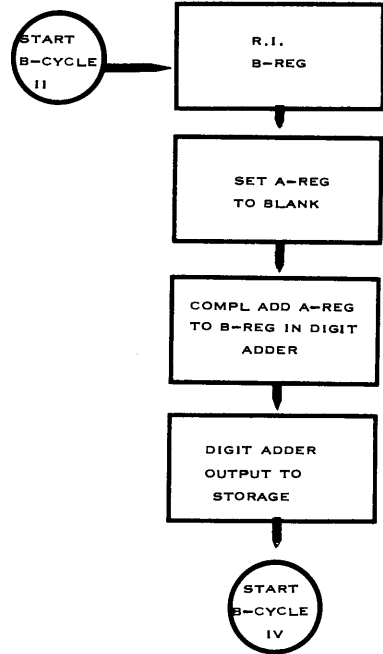 START
B-CYCLE
II
R.I.
B-REG
SET A-REG
TO BLANK
COMPL ADD A-REG
TO B-REG IN DIGIT
ADDER
DIGIT ADDER
OUTPUT TO
STORAGE
START
B-CYCLE
IV